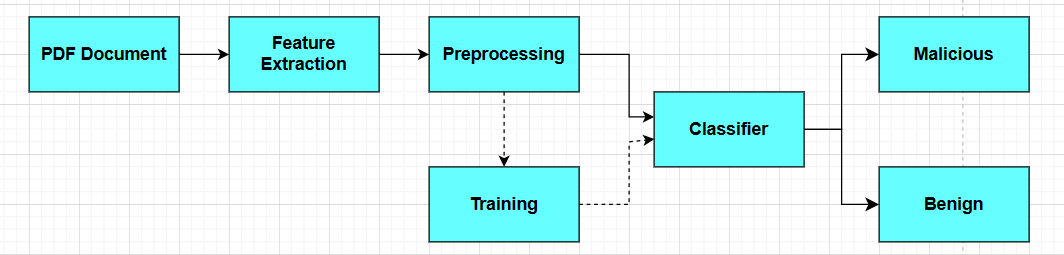 PDF Document
Feature
Extraction
Preprocessing
Malicious
Classifier
Training
Benign